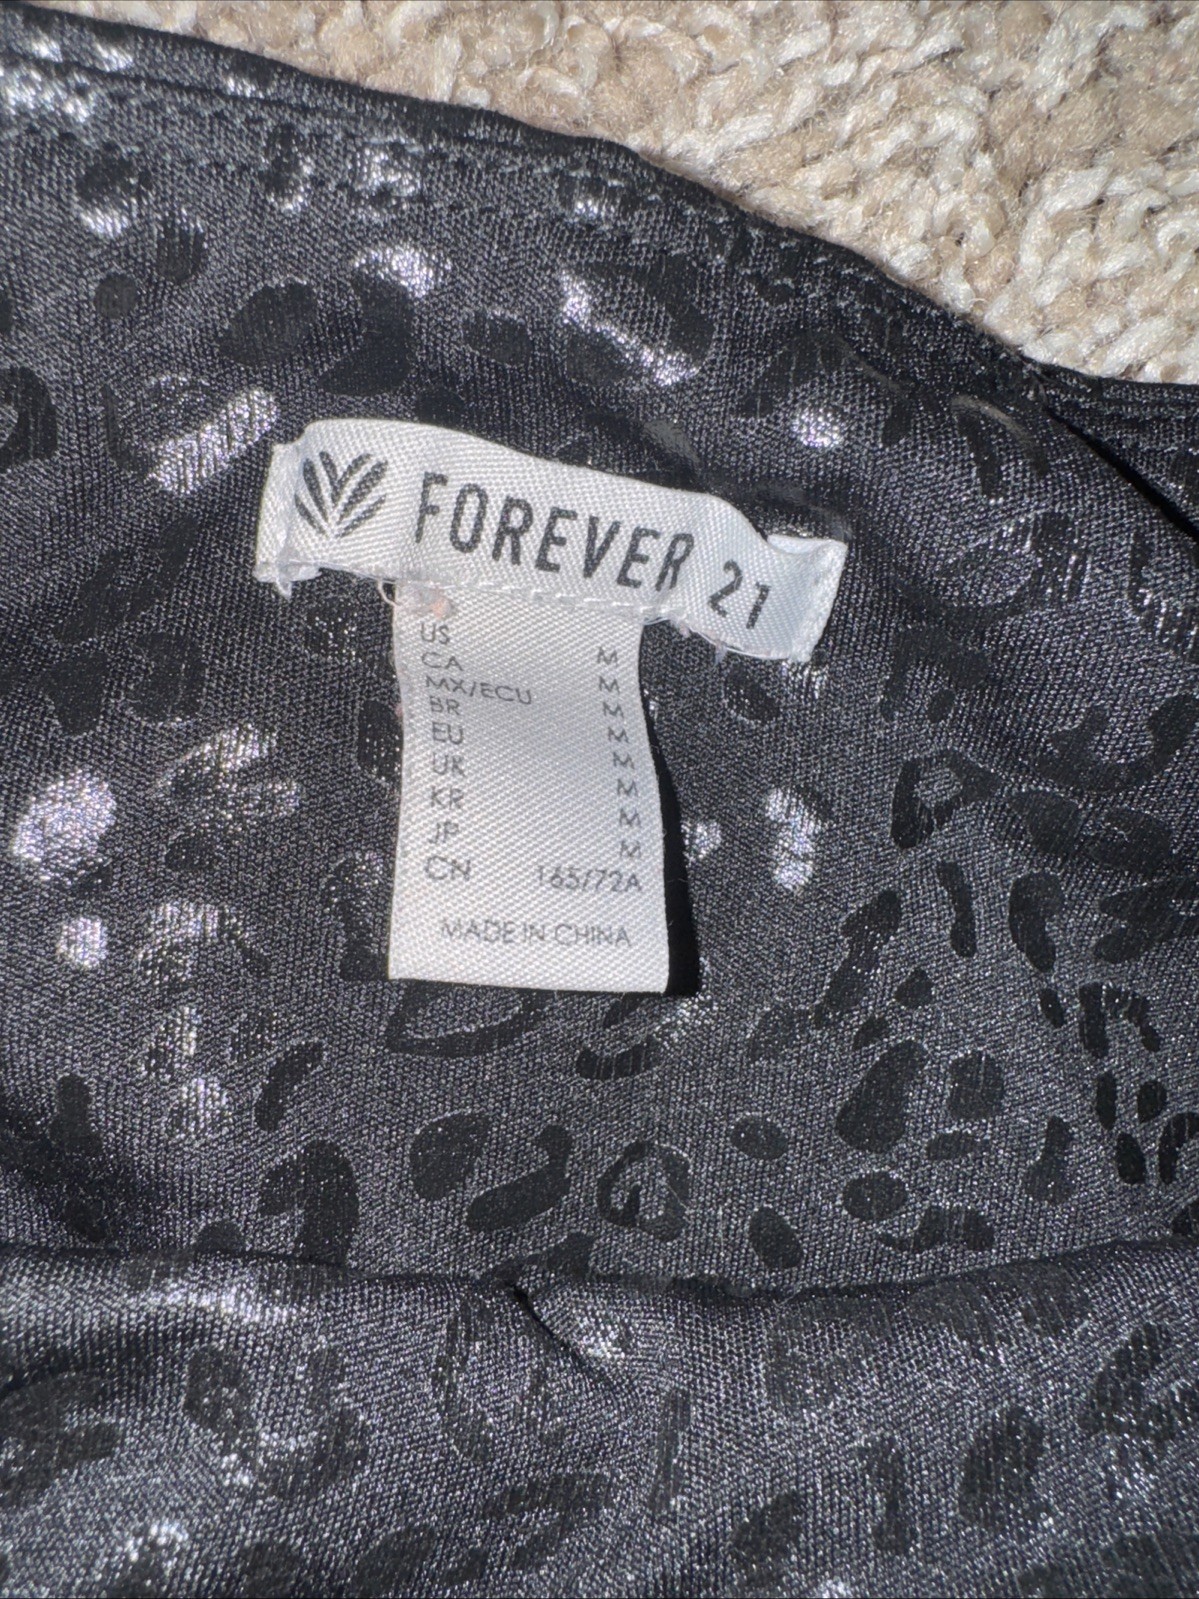 FOREVER 21
US M
CA M
MX/ECU M
BR M
EU M
UK M
KR M
JP M
CN 165/72A
MADE IN CHINA